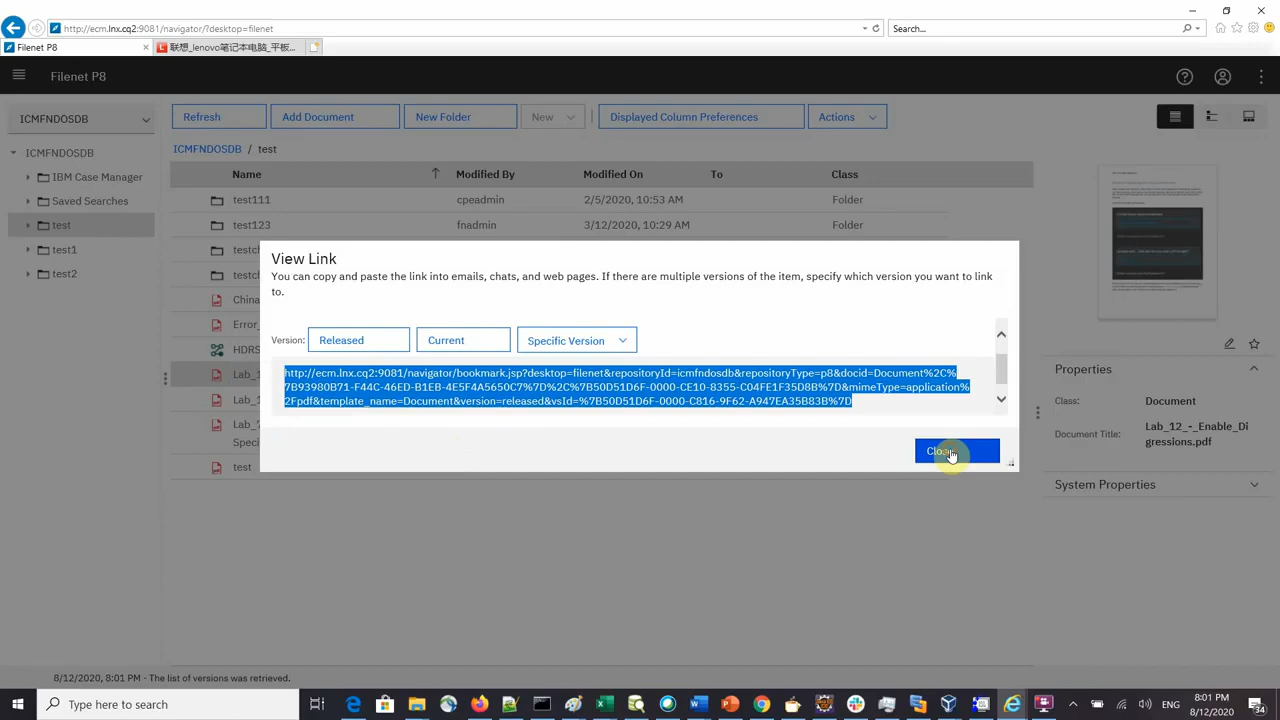 http://ecm.lnx.cq2:9081/navigator/?desktop=filenet
Search...
Filenet P8
联想_lenovo笔记本电脑_平板...
Filenet P8
ICMFNDOSDB
Refresh
Add Document
New Folder
New
Displayed Column Preferences
Actions
ICMFNDOSDB
IBM Case Manager
Saved Searches
test
test1
test2
ICMFNDOSDB / test
Name
Modified By
Modified On
To
Class
test111
cpeadmin
2/5/2020, 10:53 AM
Folder
test123
fnadmin
3/12/2020, 10:29 AM
Folder
View Link
You can copy and paste the link into emails, chats, and web pages. If there are multiple versions of the item, specify which version you want to link
to.
Version:
Released
Current
Specific Version
http://ecm.lnx.cq2:9081/navigator/bookmark.jsp?desktop=filenet&repositoryId=icmfndosdb&repositoryType=p8&docid=Document%2C%
7B93980B71-F44C-46ED-B1EB-4E5F4A5650C7%7D%2C%7B50D51D6F-0000-CE10-8355-C04FE1F35D8B%7D&mimeType=application%
2Fpdf&template_name=Document&version=released&vsId=%7B50D51D6F-0000-C816-9F62-A947EA35B83B%7D
test
Properties
Class:
Document
Document Title:
Lab_12_-_Enable_Di
gressions.pdf
System Properties
8/12/2020, 8:01 PM - The list of versions was retrieved.
Type here to search
8:01 PM
8/12/2020
34